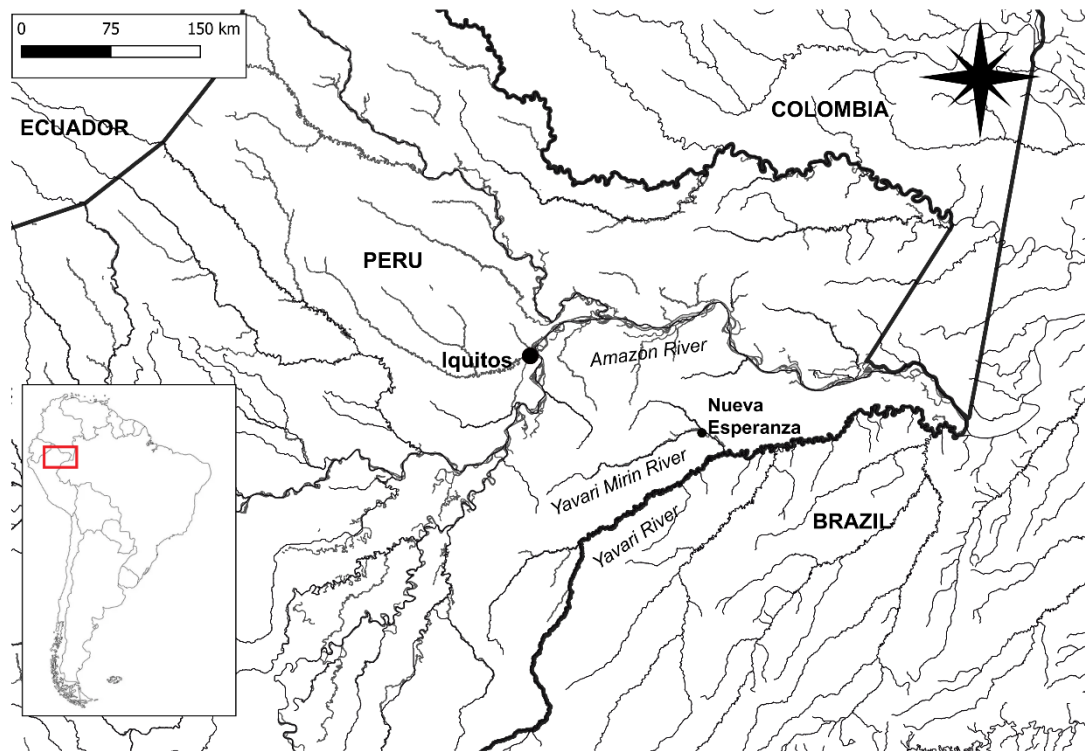 0 75 150 km
ECUADOR
COLOMBIA
PERU
Iquitos
Amazon River
Nueva
Esperanza
Yavari Mirin River
Yavari River
BRAZIL